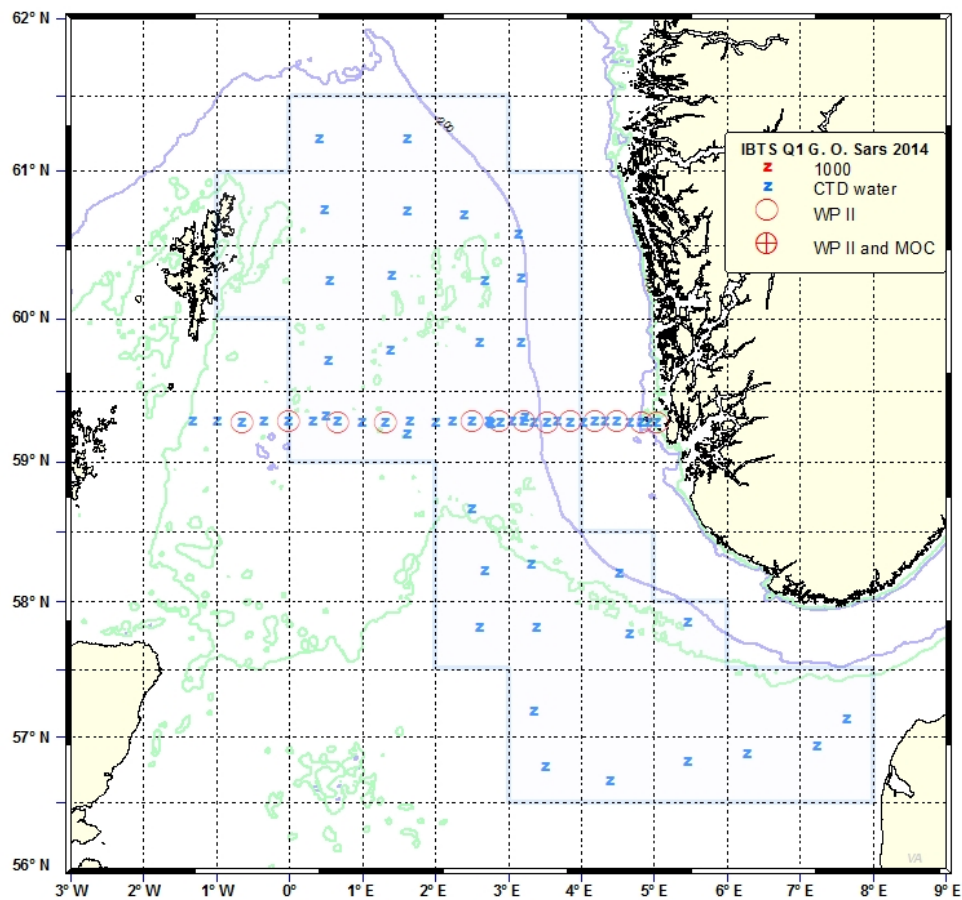 62° N
61° N
60° N
59° N
58° N
57° N
56° N
IBTS Q1 G. O. Sars 2014
z 1000
z CTD water
WP II
WP II and MOC
VA
3° W 2° W 1° W 0° 1° E 2° E 3° E 4° E 5° E 6° E 7° E 8° E 9° E